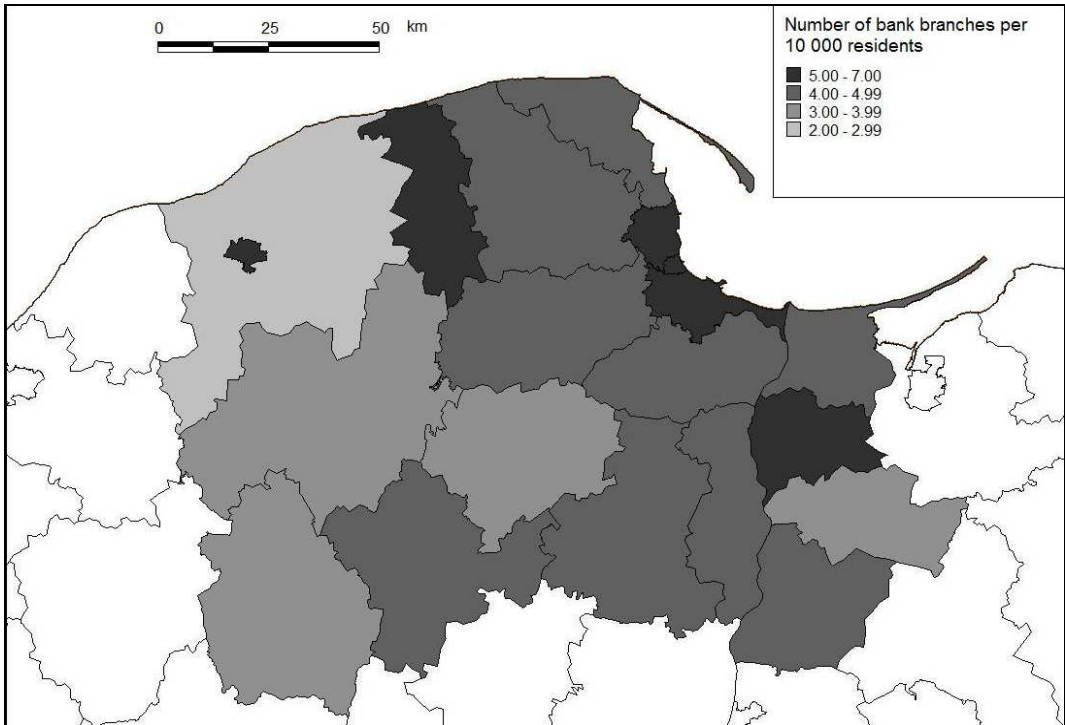 0 25 50 km
Number of bank branches per
10 000 residents
5.00 - 7.00
4.00 - 4.99
3.00 - 3.99
2.00 - 2.99